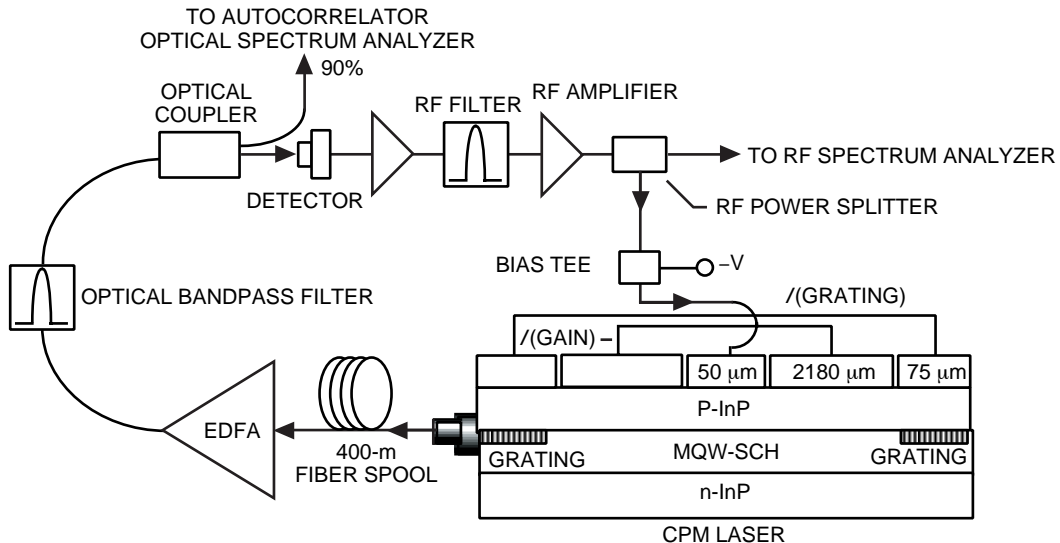 TO AUTOCORRELATOR
OPTICAL SPECTRUM ANALYZER
90%
OPTICAL
COUPLER
RF FILTER
RF AMPLIFIER
TO RF SPECTRUM ANALYZER
DETECTOR
RF POWER SPLITTER
BIAS TEE
–V
OPTICAL BANDPASS FILTER
I(GRATING)
I(GAIN) –
50 μm
2180 μm
75 μm
P-InP
EDFA
400-m
FIBER SPOOL
GRATING
MQW-SCH
GRATING
n-InP
CPM LASER